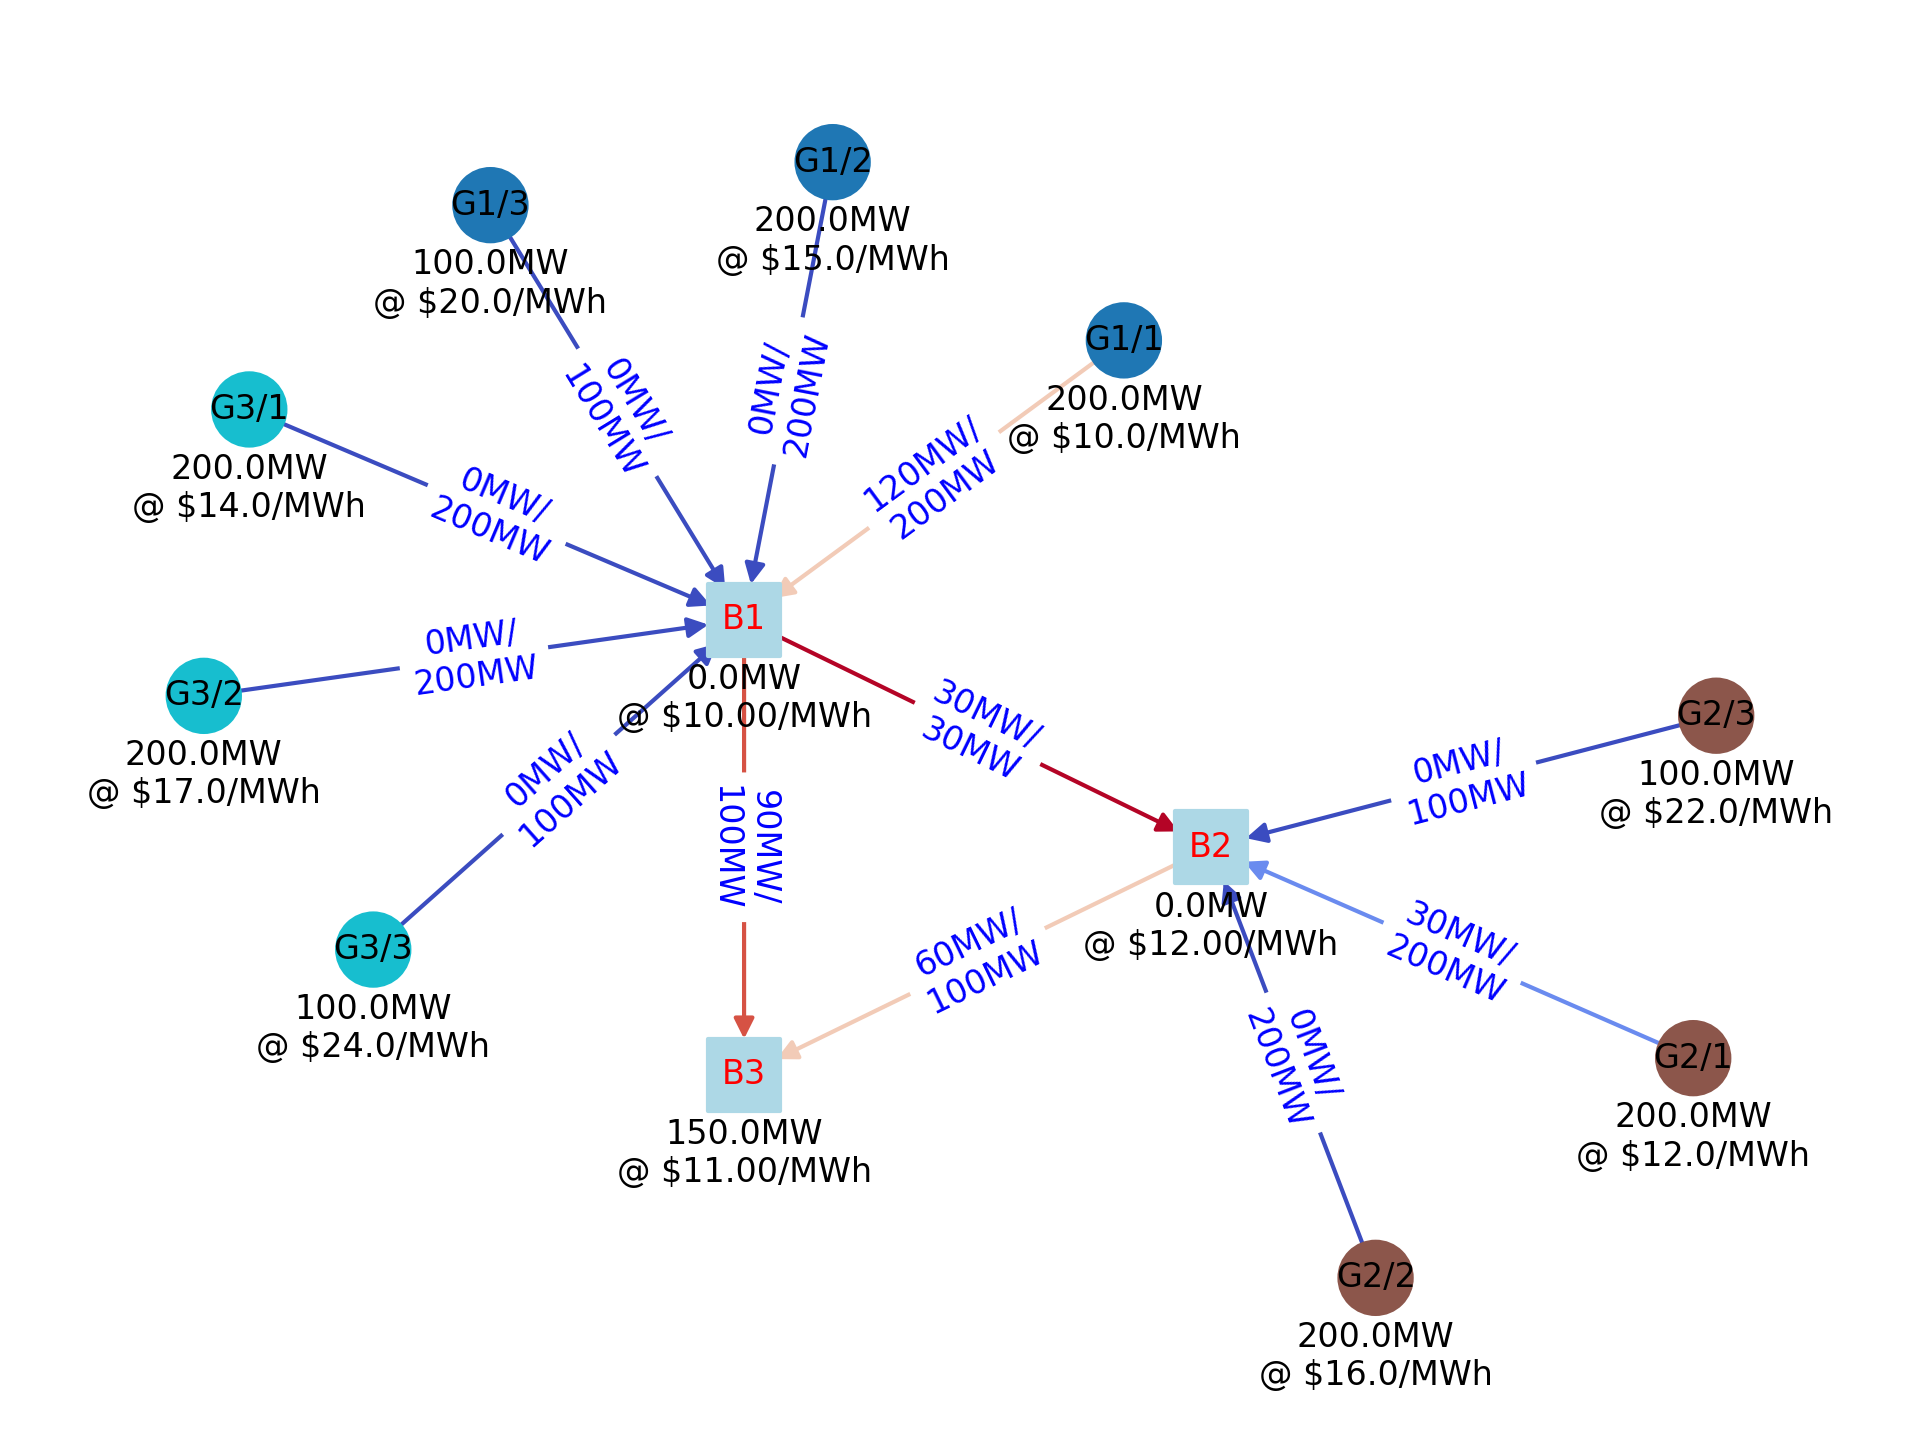 G1/2
200.0MW
@ $15.0/MWh
G1/3
100.0MW
@ $20.0/MWh
G1/1
200.0MW
@ $10.0/MWh
G3/1
200.0MW
@ $14.0/MWh
0MW/
100MW
0MW/
200MW
120MW/
200MW
0MW/
200MW
B1
0.0MW
@ $10.00/MWh
0MW/
200MW
G3/2
200.0MW
@ $17.0/MWh
30MW/
30MW
G2/3
100.0MW
@ $22.0/MWh
0MW/
100MW
0MW/
100MW
90MW/
100MW
B2
0.0MW
@ $12.00/MWh
G3/3
100.0MW
@ $24.0/MWh
60MW/
100MW
30MW/
200MW
B3
150.0MW
@ $11.00/MWh
0MW/
200MW
G2/1
200.0MW
@ $12.0/MWh
G2/2
200.0MW
@ $16.0/MWh